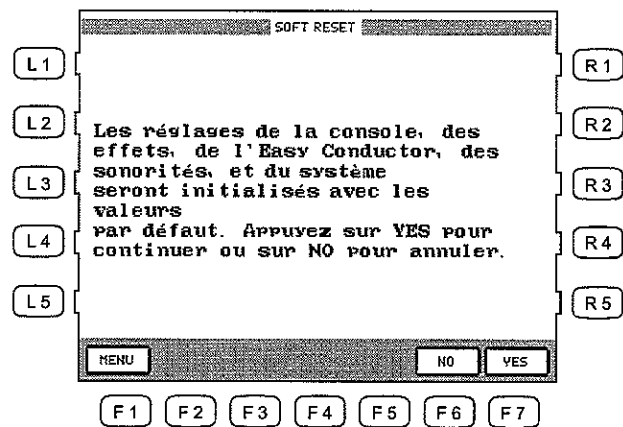 SOFT RESET
L1
R1
L2
R2
Les réglages de la console, des
effets, de l'Easy Conductor, des
sonorités, et du système
L3
R3
seront initialisés avec les
valeurs
par défaut. Appuyez sur YES pour
L4
R4
continuer ou sur NO pour annuler.
L5
R5
MENU
NO
YES
F1 F2 F3 F4 F5 F6 F7